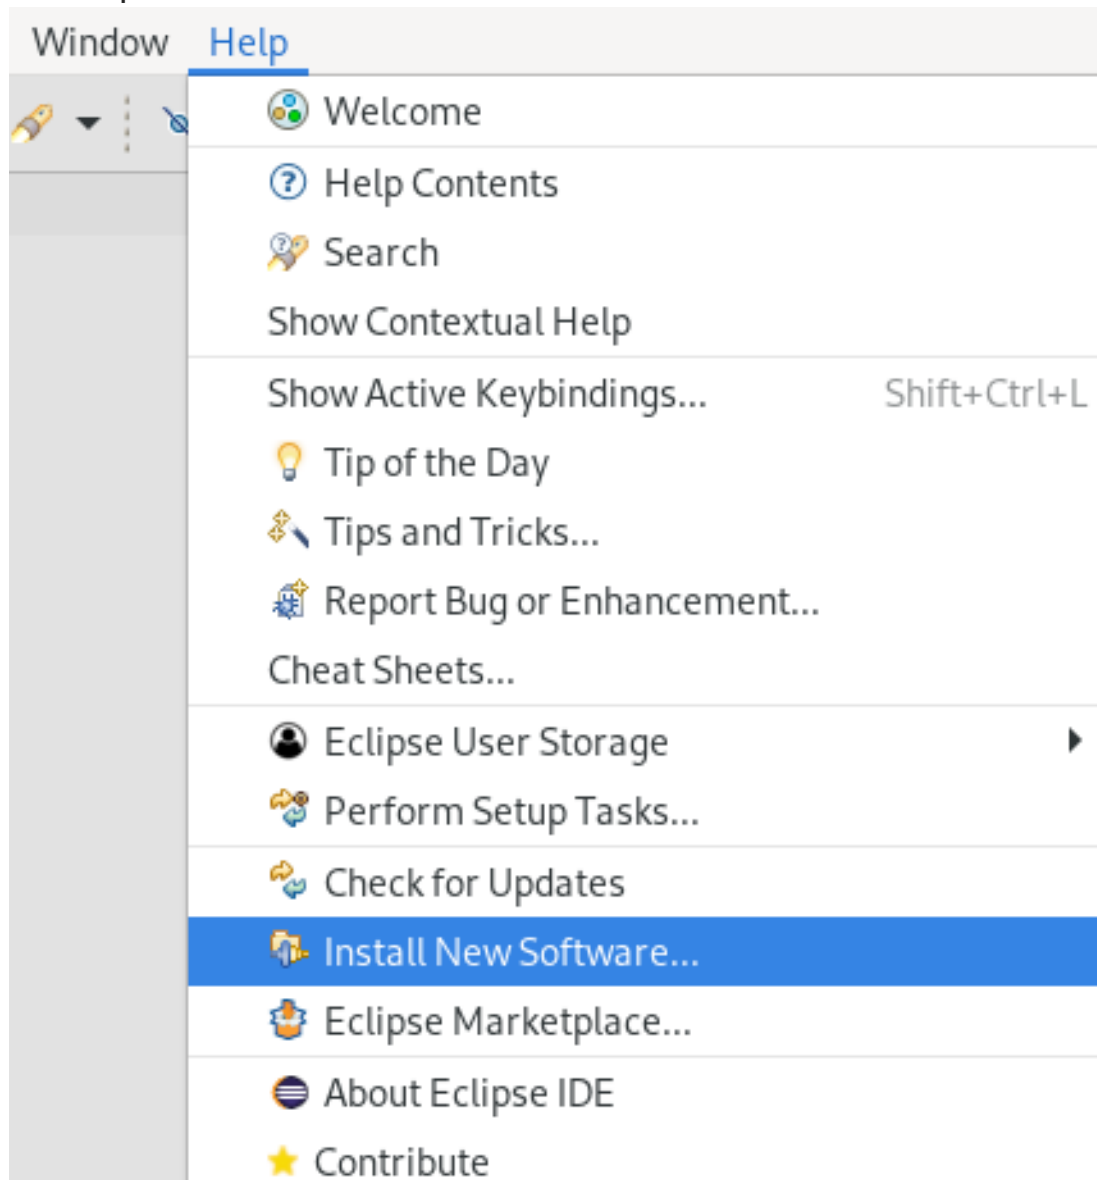 Window Help
Welcome
Help Contents
Search
Show Contextual Help
Show Active Keybindings... Shift+Ctrl+L
Tip of the Day
Tips and Tricks...
Report Bug or Enhancement...
Cheat Sheets...
Eclipse User Storage
Perform Setup Tasks...
Check for Updates
Install New Software...
Eclipse Marketplace...
About Eclipse IDE
Contribute